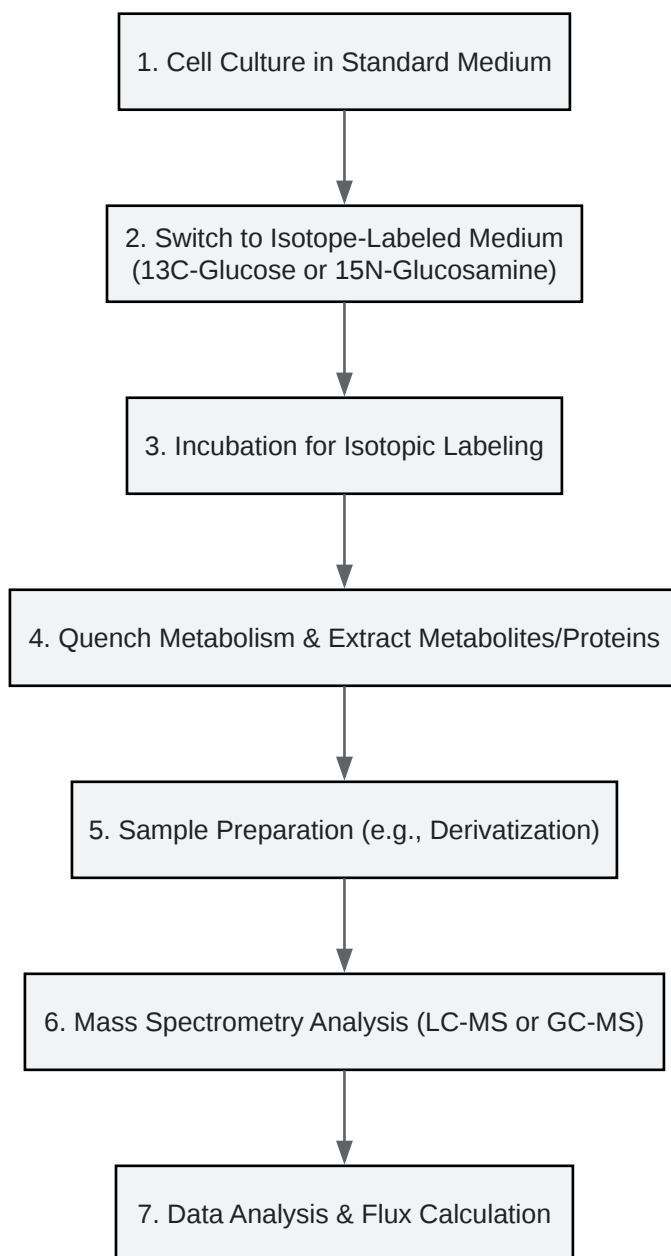 1. Cell Culture in Standard Medium
2. Switch to Isotope-Labeled Medium
(13C-Glucose or 15N-Glucosamine)
3. Incubation for Isotopic Labeling
4. Quench Metabolism & Extract Metabolites/Proteins
5. Sample Preparation (e.g., Derivatization)
6. Mass Spectrometry Analysis (LC-MS or GC-MS)
7. Data Analysis & Flux Calculation